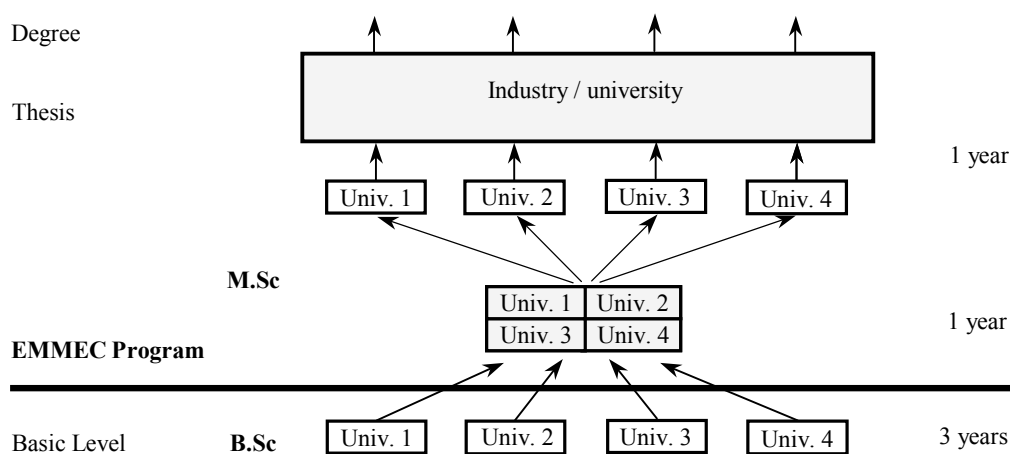 Degree
Industry / university
Thesis
1 year
Univ. 1 Univ. 2 Univ. 3 Univ. 4
M.Sc
Univ. 1 Univ. 2
1 year
Univ. 3 Univ. 4
EMMEC Program
Basic Level B.Sc Univ. 1 Univ. 2 Univ. 3 Univ. 4 3 years